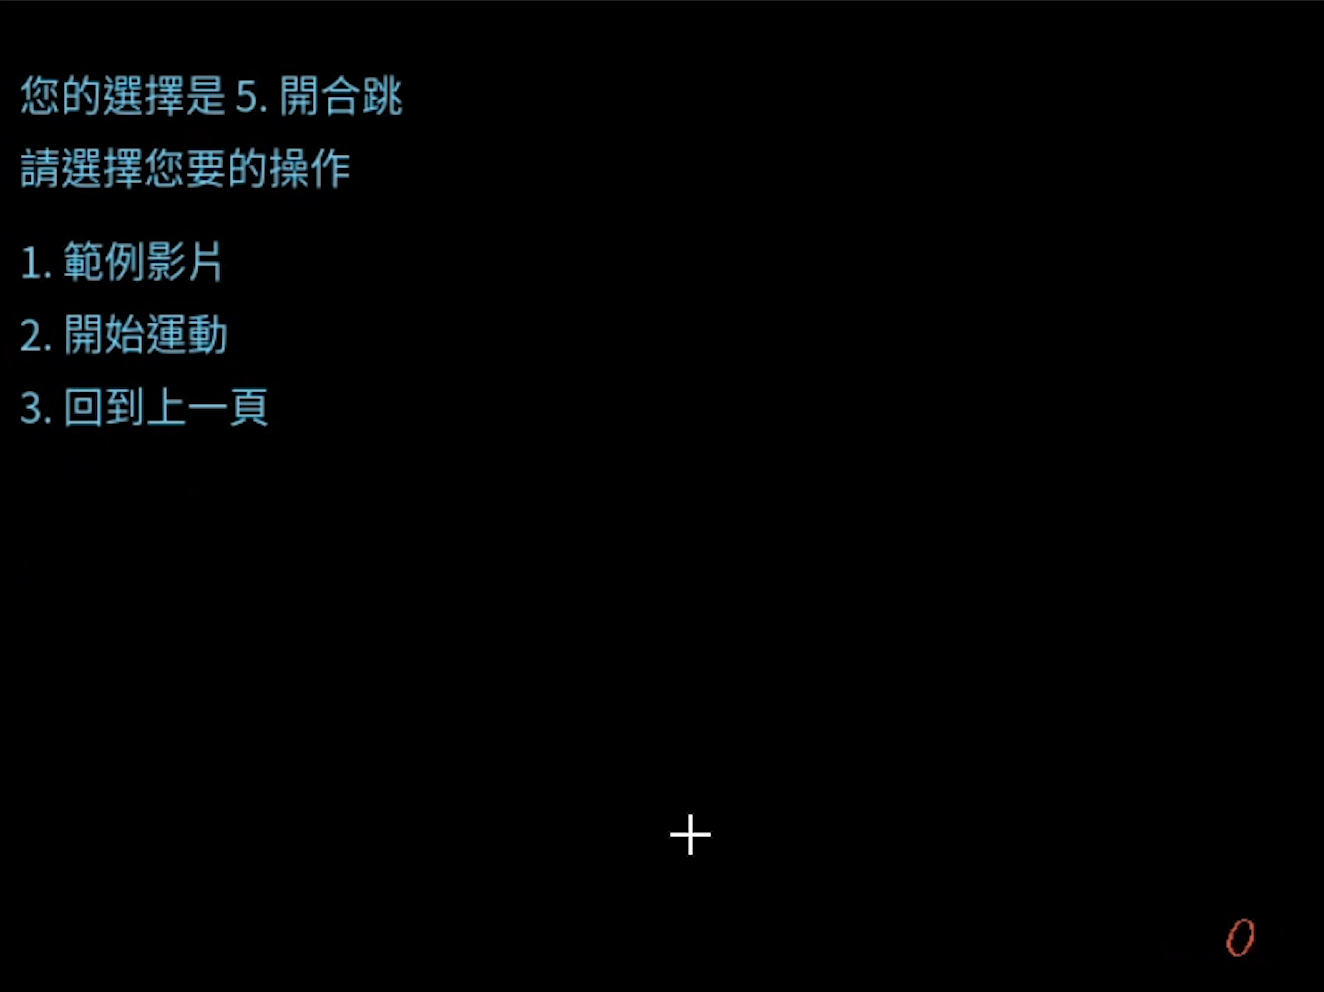 您的選擇是 5. 開合跳
請選擇您要的操作
1. 範例影片
2. 開始運動
3. 回到上一頁
0